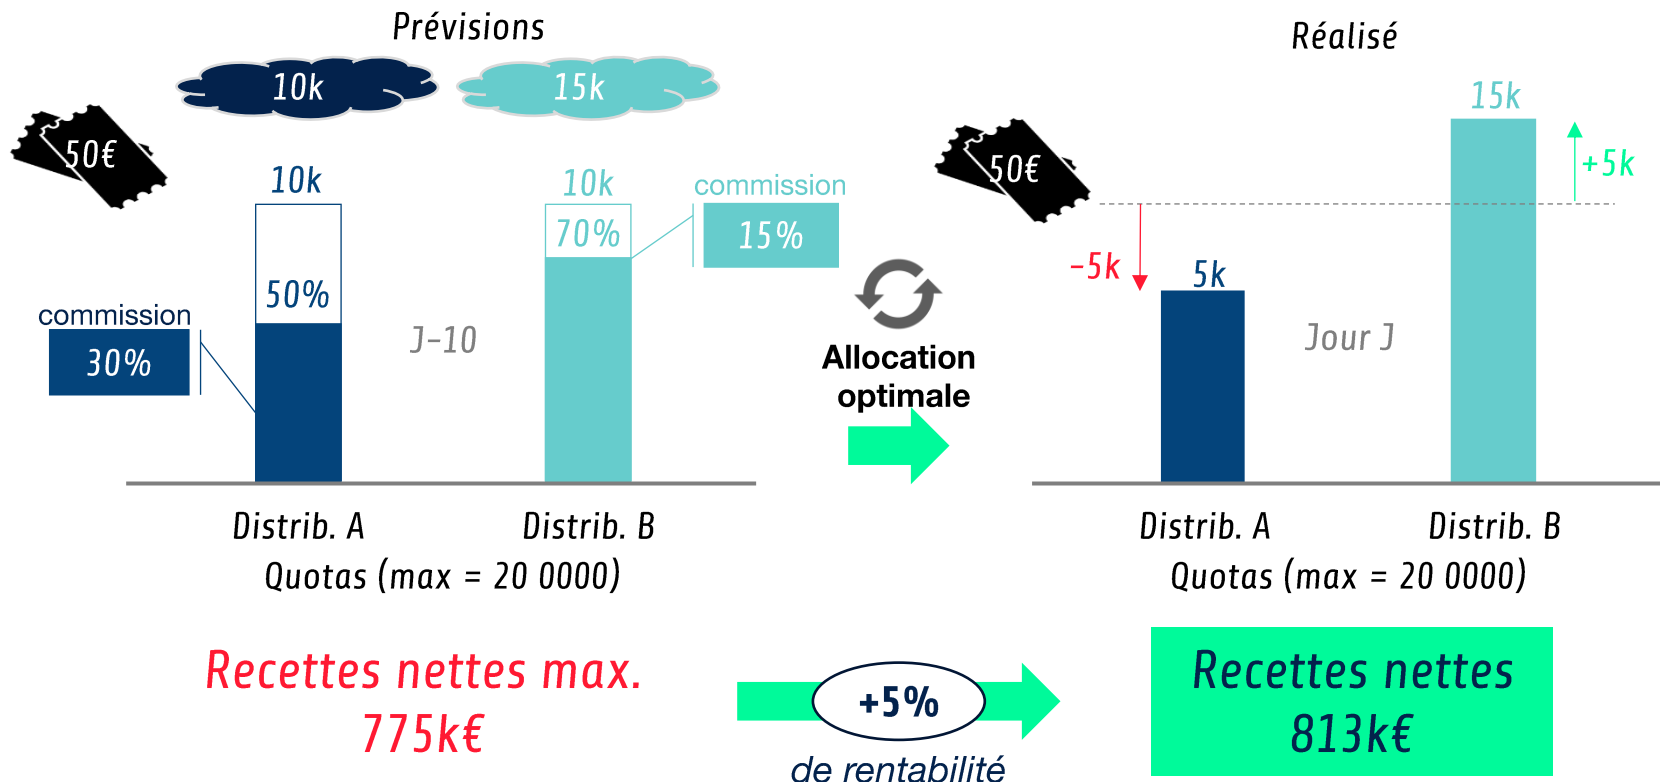 Prévisions
10k
15k
50€
10k
10k
commission
70%
15%
50%
commission
30%
J-10
Distrib. A
Distrib. B
Quotas (max = 20 0000)
Recettes nettes max.
775k€
Allocation
optimale
+5%
de rentabilité
Réalisé
15k
50€
+5k
-5k
5k
Jour J
Distrib. A
Distrib. B
Quotas (max = 20 0000)
Recettes nettes
813k€